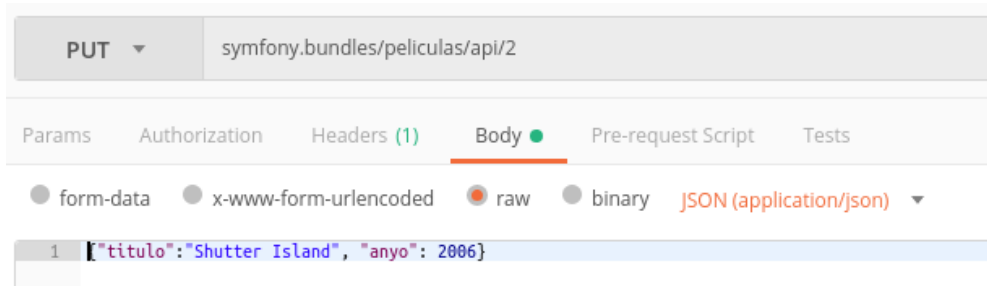 PUT symfony.bundles/peliculas/api/2
Params Authorization Headers (1) Body Pre-request Script Tests
form-data x-www-form-urlencoded raw binary JSON (application/json)
1 {"titulo":"Shutter Island", "anyo": 2006}